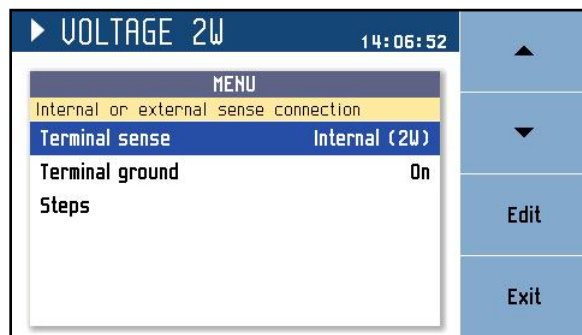 VOLTAGE 2W
14:06:52
MENU
Internal or external sense connection
Terminal sense Internal (2W)
Terminal ground On
Steps
Edit
Exit